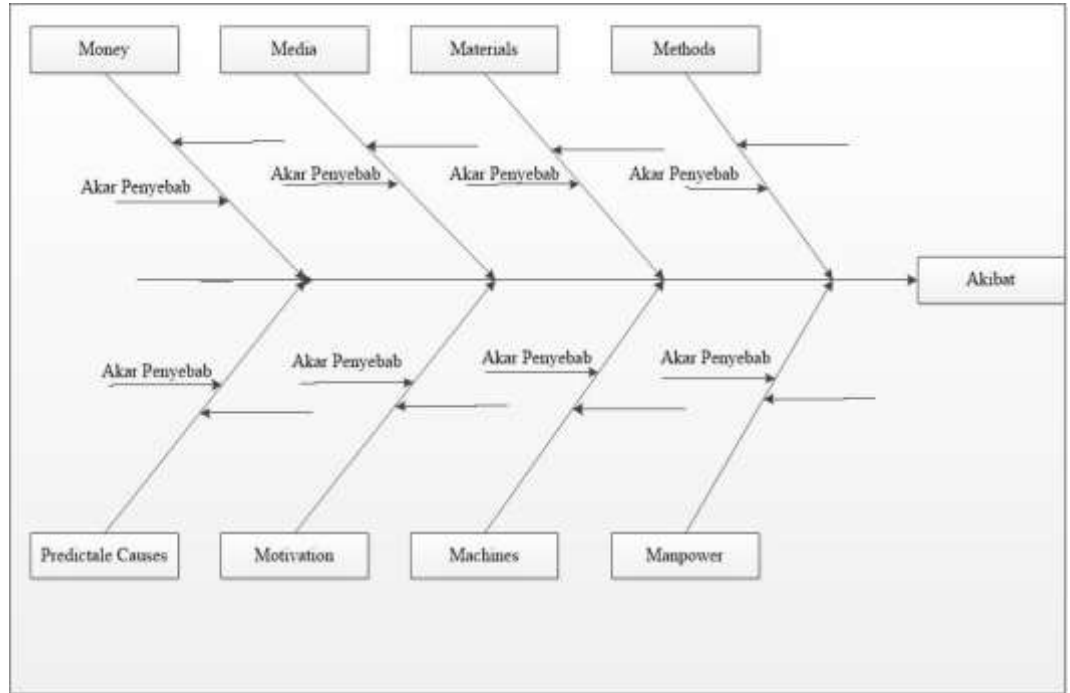 Money
Media
Materials
Methods
Akar Penyebab
Akar Penyebab
Akar Penyebab
Akar Penyebab
Akibat
Akar Penyebab
Akar Penyebab
Akar Penyebab
Akar Penyebab
Predictale Causes
Motivation
Machines
Manpower